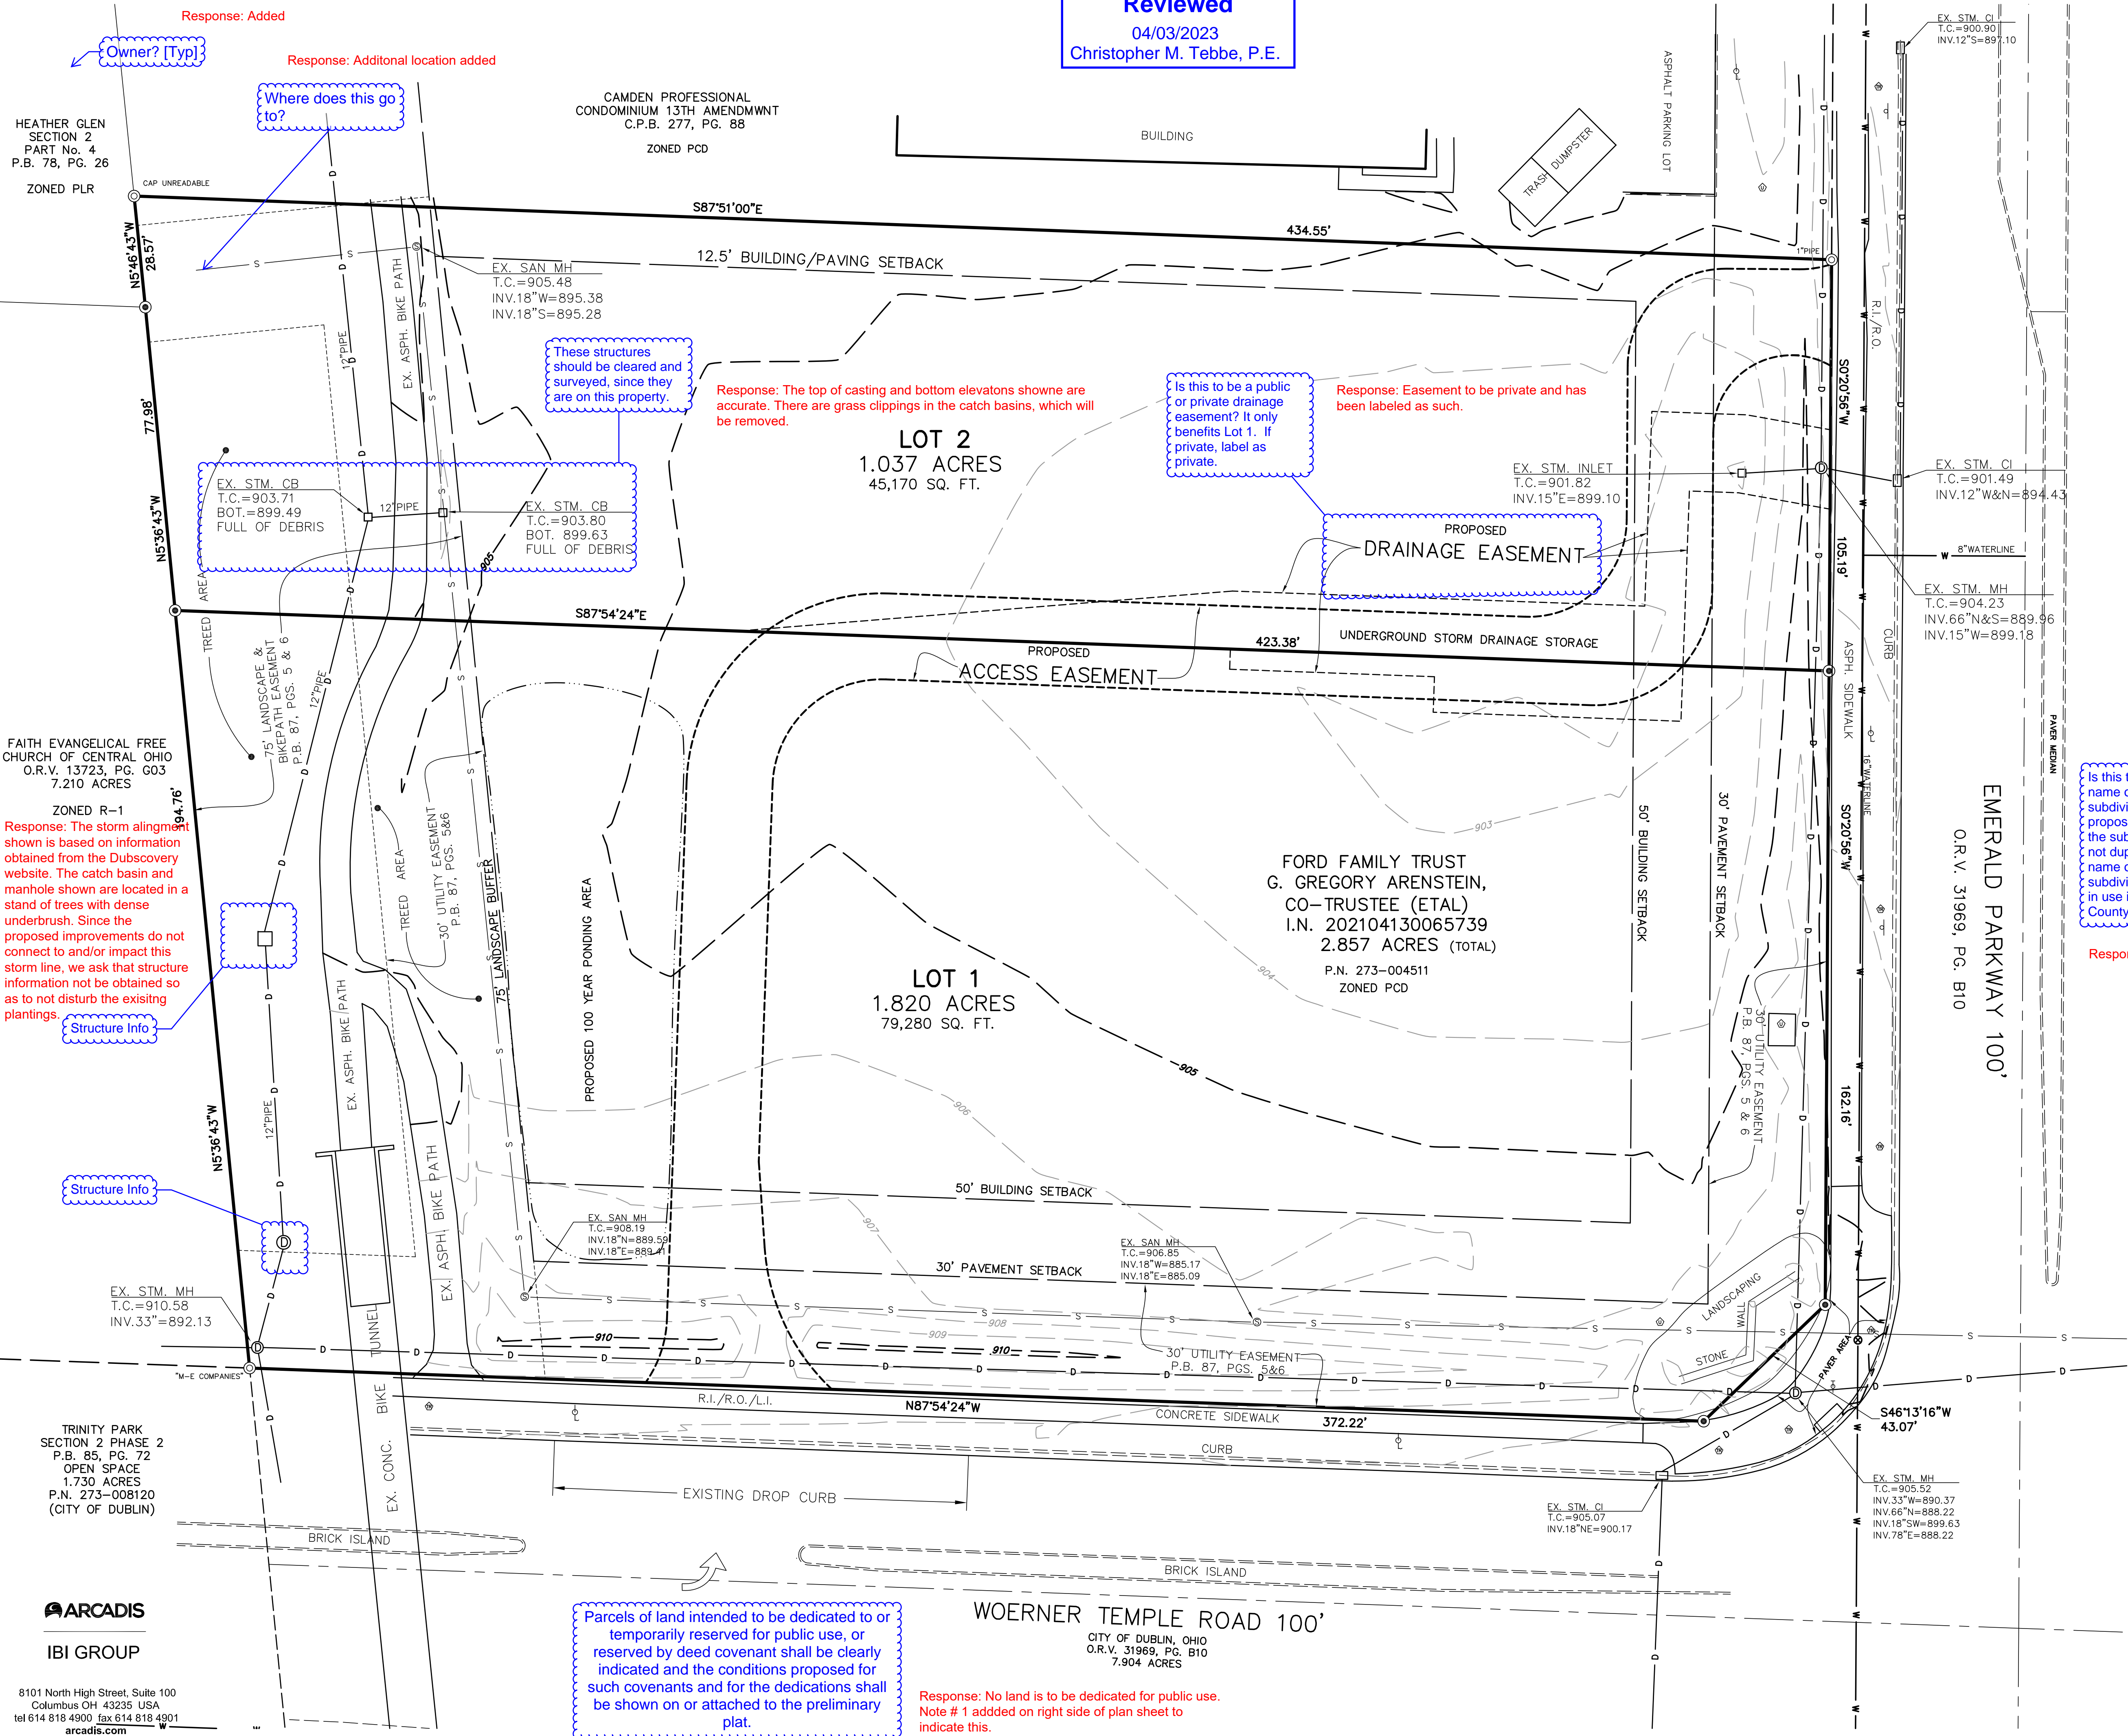 Response: Added
Owner? [Typ]
Response: Additonal location added
Where does this go
to?
Reviewed
04/03/2023
Christopher M. Tebbe, P.E.
EX. STM. CI
T.C.=900.90
INV.12"S=897.10
HEATHER GLEN
SECTION 2
PART No. 4
P.B. 78, PG. 26
ZONED PLR
CAP UNREADABLE
CAMDEN PROFESSIONAL
CONDOMINIUM 13TH AMENDMWNT
C.P.B. 277, PG. 88
ZONED PCD
BUILDING
TRASH DUMPSTER
ASPHALT PARKING LOT
S87°51'00"E
434.55'
1"PIPE
N5°46'43"W
28.57'
12.5' BUILDING/PAVING SETBACK
EX. SAN MH
T.C.=905.48
INV.18"W=895.38
INV.18"S=895.28
12"PIPE
EX. ASPH. BIKE PATH
R.I./R.O.
S0°20'56"W
105.19'
These structures
should be cleared and
surveyed, since they
are on this property.
Response: The top of casting and bottom elevatons showne are
accurate. There are grass clippings in the catch basins, which will
be removed.
Is this to be a public
or private drainage
easement? It only
benefits Lot 1. If
private, label as
private.
Response: Easement to be private and has
been labeled as such.
LOT 2
1.037 ACRES
45,170 SQ. FT.
77.98'
N5°36'43"W
EX. STM. CB
T.C.=903.71
BOT.=899.49
FULL OF DEBRIS
12"PIPE
EX. STM. CB
T.C.=903.80
BOT. 899.63
FULL OF DEBRIS
905
EX. STM. INLET
T.C.=901.82
INV.15"E=899.10
EX. STM. CI
T.C.=901.49
INV.12"W&N=894.43
PROPOSED
DRAINAGE EASEMENT
W 8"WATERLINE
EX. STM. MH
T.C.=904.23
INV.66"N&S=889.96
INV.15"W=899.18
TREED AREA
S87°54'24"E
423.38'
UNDERGROUND STORM DRAINAGE STORAGE
PROPOSED
ACCESS EASEMENT
ASPH. SIDEWALK
CURB
75' LANDSCAPE &
BIKEPATH EASEMENT
P.B. 87, PGS. 5 & 6
12"PIPE
FAITH EVANGELICAL FREE
CHURCH OF CENTRAL OHIO
O.R.V. 13723, PG. G03
7.210 ACRES
ZONED R-1
194.76'
Response: The storm alingment
shown is based on information
obtained from the Dubscovery
website. The catch basin and
manhole shown are located in a
stand of trees with dense
underbrush. Since the
proposed improvements do not
connect to and/or impact this
storm line, we ask that structure
information not be obtained so
as to not disturb the exisitng
plantings.
Structure Info
TREED AREA
30' UTILITY EASEMENT
P.B. 87, PGS. 5&6
75' LANDSCAPE BUFFER
PROPOSED 100 YEAR PONDING AREA
903
50' BUILDING SETBACK
30' PAVEMENT SETBACK
S0°20'56"W
16"WATERLINE
PAVER MEDIAN
EMERALD PARKWAY 100'
O.R.V. 31969, PG. B10
Is this t
name o
subdivi
propos
the sub
not dup
name o
subdivi
in use i
County
Respon
FORD FAMILY TRUST
G. GREGORY ARENSTEIN,
CO-TRUSTEE (ETAL)
I.N. 202104130065739
2.857 ACRES (TOTAL)
P.N. 273-004511
ZONED PCD
904
LOT 1
1.820 ACRES
79,280 SQ. FT.
30' UTILITY EASEMENT
P.B. 87, PGS. 5 & 6
162.16'
905
906
12"PIPE
EX. ASPH. BIKE PATH
N5°36'43"W
Structure Info
EX. ASPH. BIKE PATH
50' BUILDING SETBACK
907
EX. SAN MH
T.C.=908.19
INV.18"N=889.59
INV.18"E=889.41
EX. SAN MH
T.C.=906.85
INV.18"W=885.17
INV.18"E=885.09
30' PAVEMENT SETBACK
EX. STM. MH
T.C.=910.58
INV.33"=892.13
910
908
909
910
LANDSCAPING
STONE
WALL
PAVER AREA
30' UTILITY EASEMENT
P.B. 87, PGS. 5&6
"M-E COMPANIES"
R.I./R.O./L.I.
N87°54'24"W
CONCRETE SIDEWALK
372.22'
S46°13'16"W
43.07'
CURB
EX. CONC. BIKE TUNNEL
TRINITY PARK
SECTION 2 PHASE 2
P.B. 85, PG. 72
OPEN SPACE
1.730 ACRES
P.N. 273-008120
(CITY OF DUBLIN)
EXISTING DROP CURB
EX. STM. CI
T.C.=905.07
INV.18"NE=900.17
EX. STM. MH
T.C.=905.52
INV.33"W=890.37
INV.66"N=888.22
INV.18"SW=899.63
INV.78"E=888.22
BRICK ISLAND
BRICK ISLAND
ARCADIS
IBI GROUP
8101 North High Street, Suite 100
Columbus OH 43235 USA
tel 614 818 4900 fax 614 818 4901
arcadis.com
Parcels of land intended to be dedicated to or
temporarily reserved for public use, or
reserved by deed covenant shall be clearly
indicated and the conditions proposed for
such covenants and for the dedications shall
be shown on or attached to the preliminary
plat.
WOERNER TEMPLE ROAD 100'
CITY OF DUBLIN, OHIO
O.R.V. 31969, PG. B10
7.904 ACRES
Response: No land is to be dedicated for public use.
Note # 1 addded on right side of plan sheet to
indicate this.